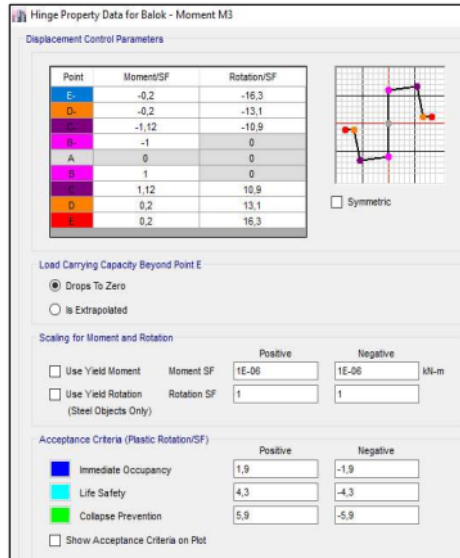 Hinge Property Data for Balok - Moment M3
Displacement Control Parameters
Point Moment/SF Rotation/SF
E- -0,2 -16,3
D- -0,2 -13,1
C- -1,12 -10,9
B- -1 0
A 0 0
B 1 0
C 1,12 10,9
D 0,2 13,1
E 0,2 16,3
Symmetric
Load Carrying Capacity Beyond Point E
Drops To Zero
Is Extrapolated
Scaling for Moment and Rotation
Positive Negative
Use Yield Moment Moment SF 1E-06 1E-06 kN-m
Use Yield Rotation Rotation SF 1 1
(Steel Objects Only)
Acceptance Criteria (Plastic Rotation/SF)
Positive Negative
Immediate Occupancy 1,9 -1,9
Life Safety 4,3 -4,3
Collapse Prevention 5,9 -5,9
Show Acceptance Criteria on Plot